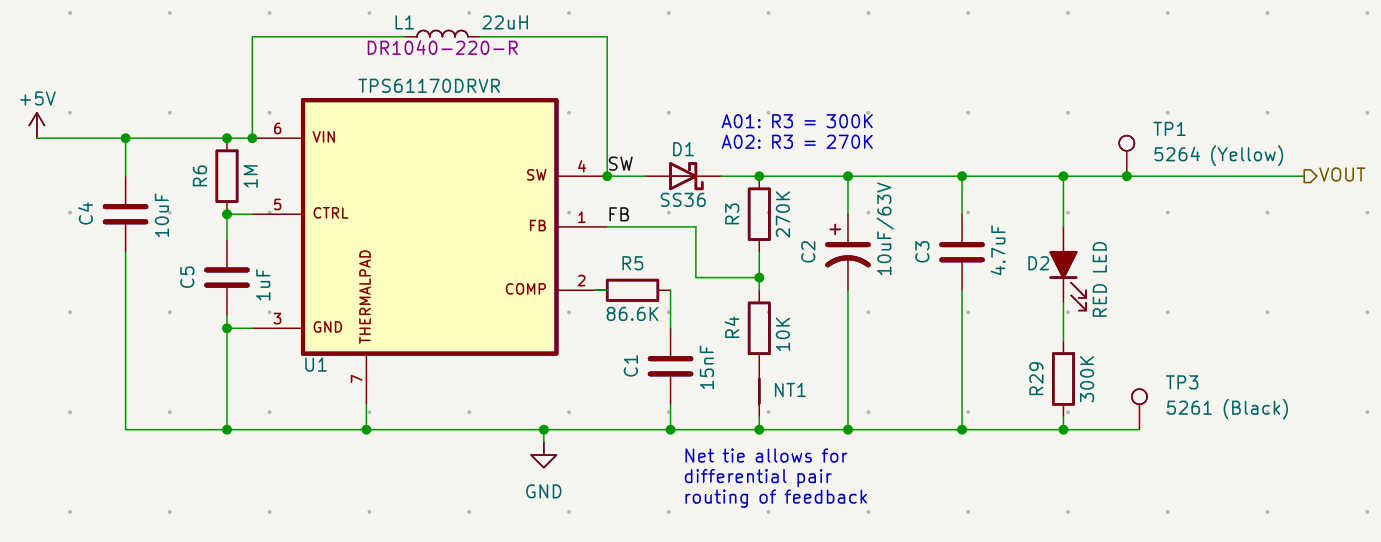 L1
22uH
DR1040-220-R
TPS61170DRVR
+5V
6
VIN
R6
1M
5
CTRL
C4
10uF
C5
1uF
3
GND
U1
THERMALPAD
7
SW
4
SW
FB
1
FB
COMP
2
R5
86.6K
C1
15nF
D1
SS36
A01: R3 = 300K
A02: R3 = 270K
R3
270K
R4
10K
NT1
C2
+
10uF/63V
C3
4.7uF
D2
RED LED
R29
300K
TP1
5264 (Yellow)
VOUT
TP3
5261 (Black)
GND
Net tie allows for
differential pair
routing of feedback